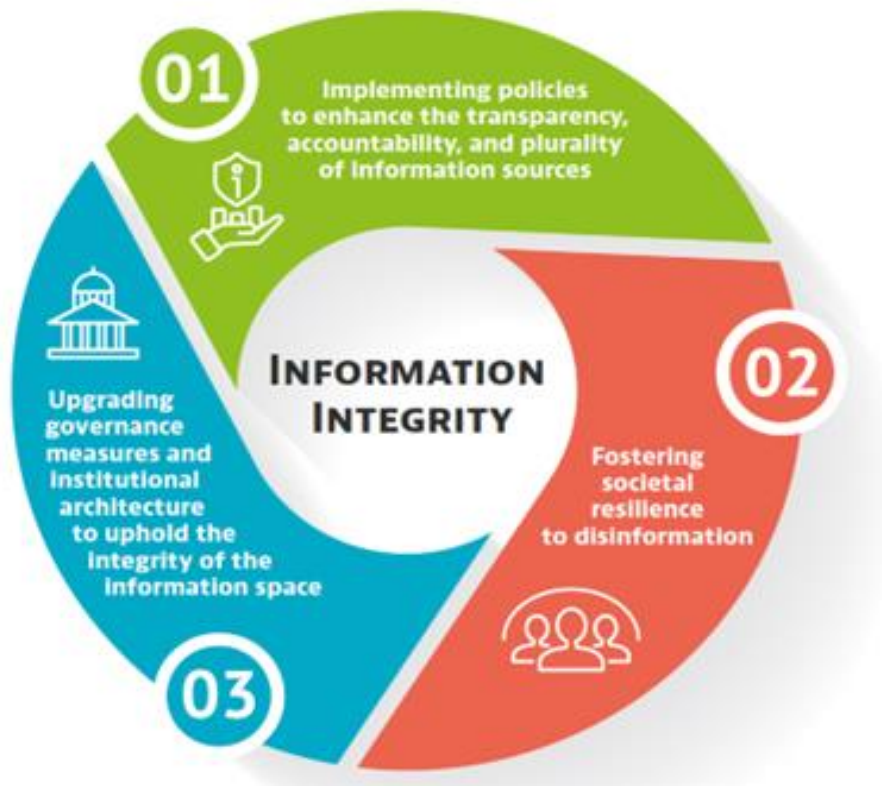 01
Implementing policies
to enhance the transparency,
accountability, and plurality
of information sources
INFORMATION
INTEGRITY
02
Fostering
societal
resilience
to disinformation
Upgrading
governance
measures and
institutional
architecture
to uphold the
integrity of the
information space
03